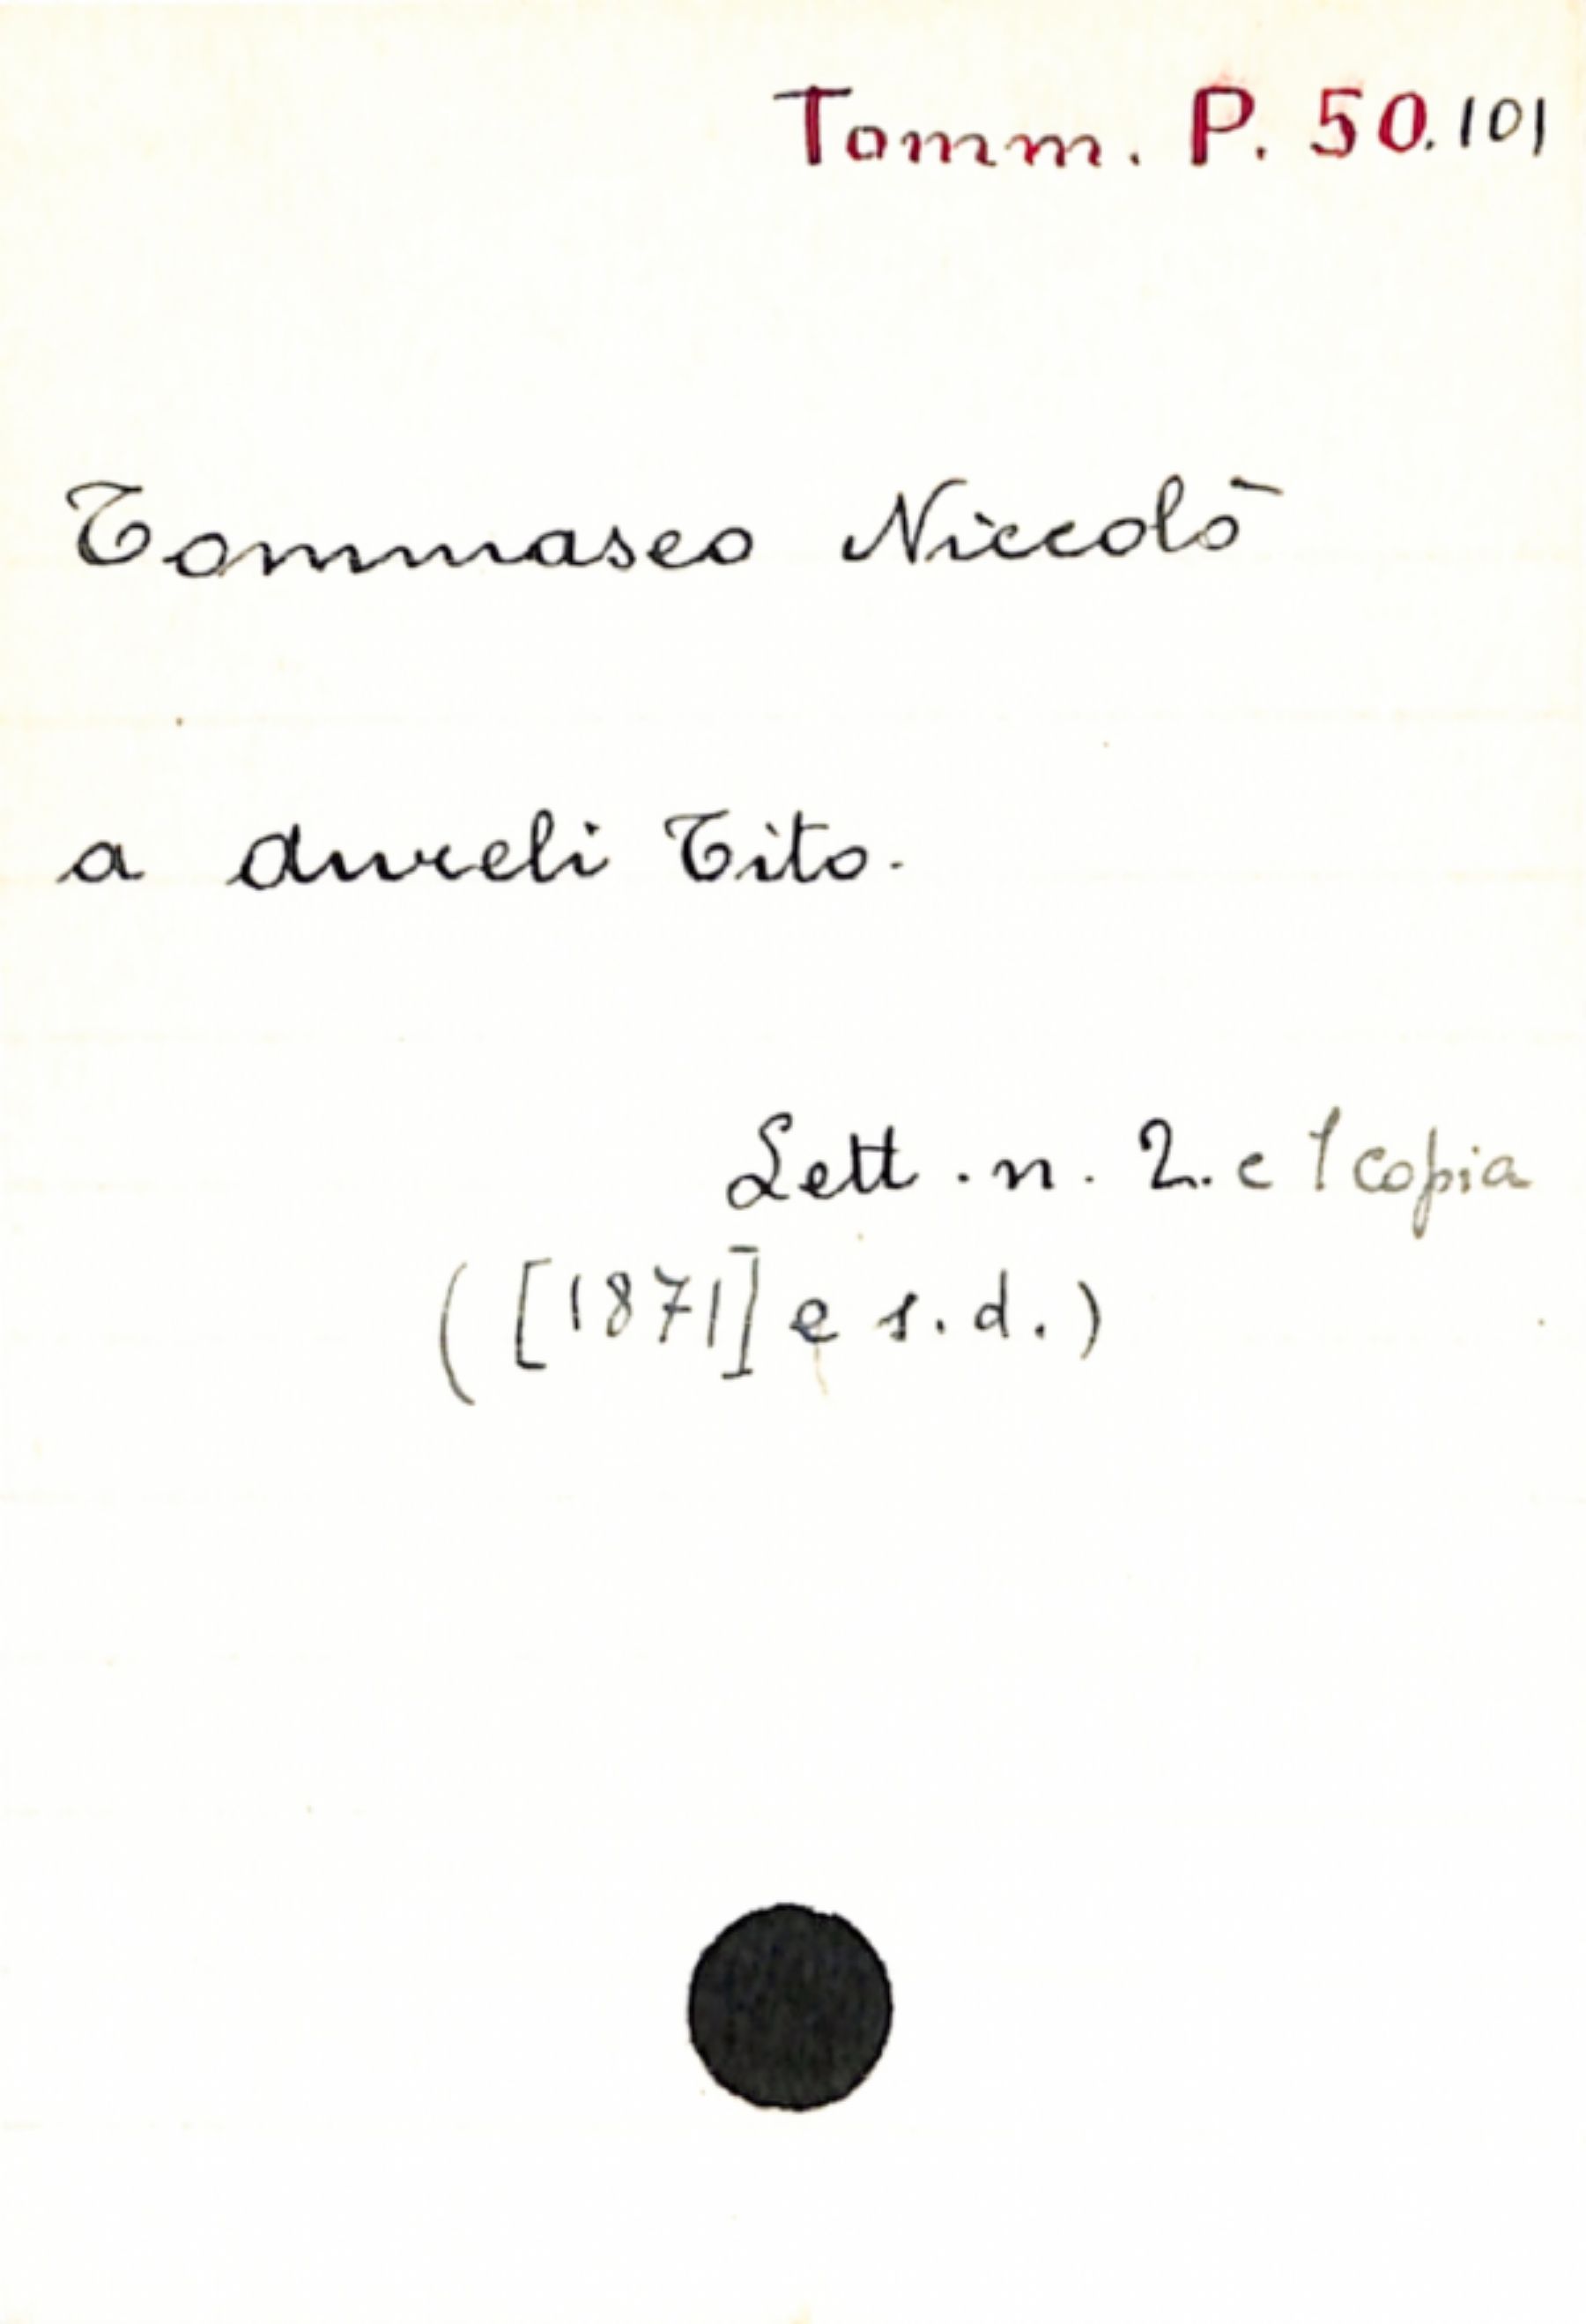 Tomm. P. 50.101
Tommaseo Niccolò
a Aureli Tito.
Lett. n. 2. e 1 copia
([1871] e s.d.)